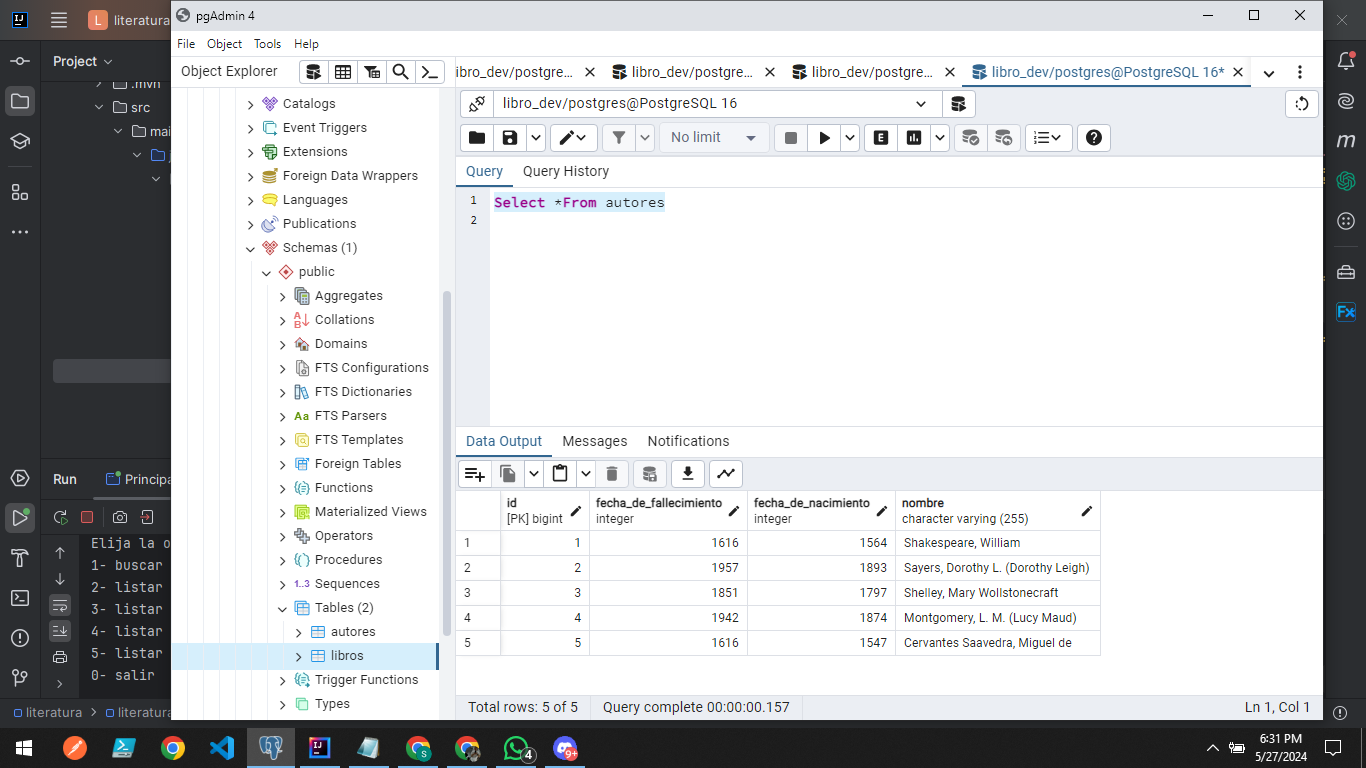 L literatura
pgAdmin 4
File Object Tools Help
Project
.mvn
src
mai
Object Explorer
Catalogs
Event Triggers
Extensions
Foreign Data Wrappers
Languages
Publications
Schemas (1)
public
Aggregates
Collations
Domains
FTS Configurations
FTS Dictionaries
FTS Parsers
FTS Templates
Foreign Tables
Functions
Materialized Views
Operators
Procedures
Sequences
Tables (2)
autores
libros
Trigger Functions
Types
libro_dev/postgre... libro_dev/postgre... libro_dev/postgre... libro_dev/postgres@PostgreSQL 16*
libro_dev/postgres@PostgreSQL 16
No limit
Query Query History
1 Select *From autores
2
Data Output Messages Notifications
id fecha_de_fallecimiento fecha_de_nacimiento nombre
[PK] bigint integer integer character varying (255)
1 1 1616 1564 Shakespeare, William
2 2 1957 1893 Sayers, Dorothy L. (Dorothy Leigh)
3 3 1851 1797 Shelley, Mary Wollstonecraft
4 4 1942 1874 Montgomery, L. M. (Lucy Maud)
5 5 1616 1547 Cervantes Saavedra, Miguel de
Total rows: 5 of 5 Query complete 00:00:00.157 Ln 1, Col 1
Run Principa
Elija la o
1- buscar
2- listar
3- listar
4- listar
5- listar
0- salir
literatura > literatura
4
9+
6:31 PM
5/27/2024